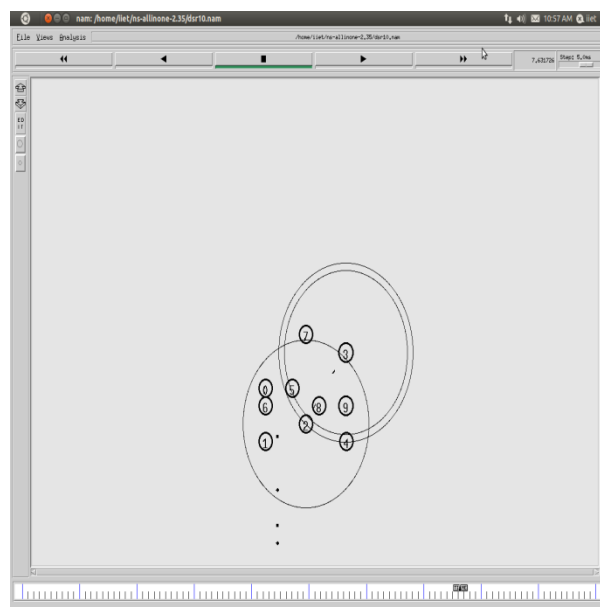 nam: /home/iiet/ns-allinone-2.35/dsr10.nam
10:57 AM iiet
File Views Analysis
/home/iiet/ns-allinone-2.35/dsr10.nam
7.631726 Step: 5.0ms
7
3
0 5
6 8 9
2
1 4